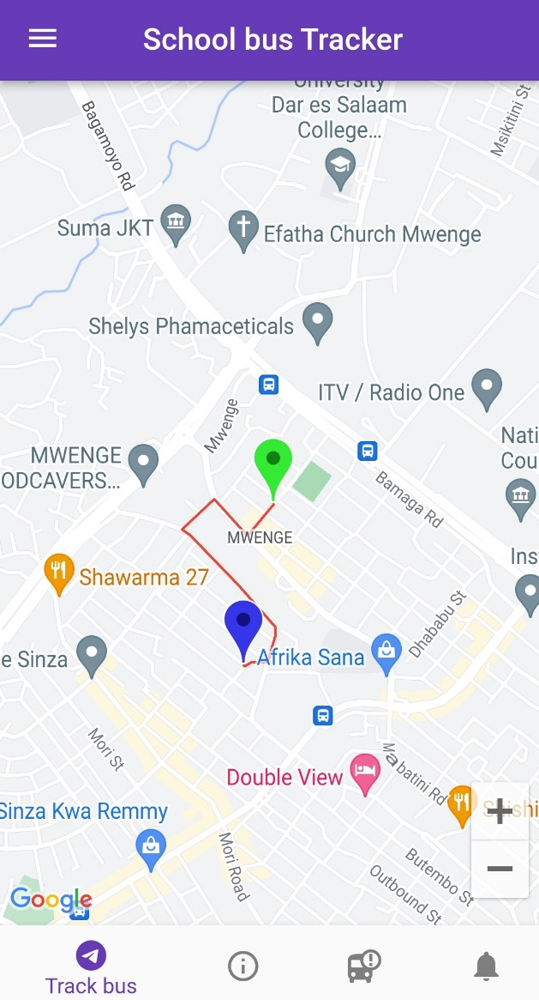 School bus Tracker
University
Dar es Salaam
College...
Msikitini St
Bagamoyo Rd
Suma JKT
Efatha Church Mwenge
Shelys Phamaceticals
ITV / Radio One
Mwenge
Nati
Cou
MWENGE
ODCAVERS...
Bamaga Rd
MWENGE
Ins
Shawarma 27
Dhababu St
e Sinza
Afrika Sana
Mori St
Mabatini Rd
Double View
Sinza Kwa Remmy
Mori Road
Butembo St
Outbound St
Google
Track bus